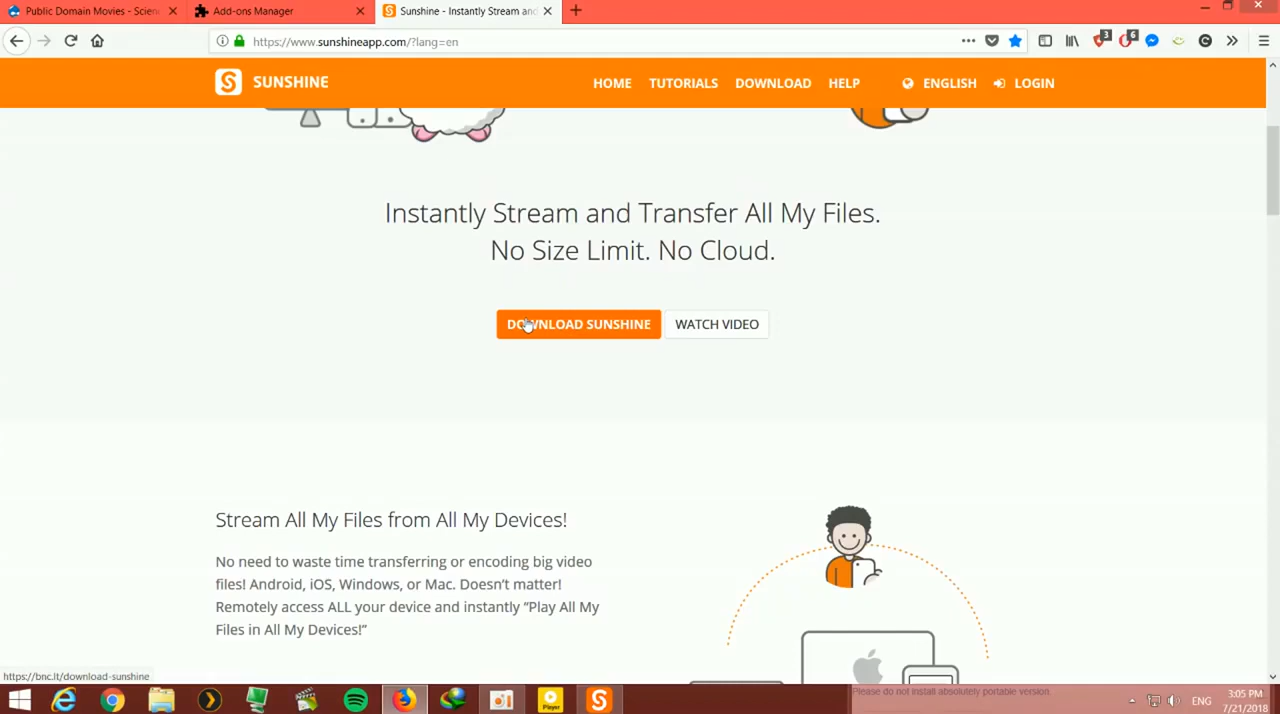 Public Domain Movies - Scien
Add-ons Manager
Sunshine - Instantly Stream and
https://www.sunshineapp.com/?lang=en
3
6
SUNSHINE
HOME
TUTORIALS
DOWNLOAD
HELP
ENGLISH
LOGIN
Instantly Stream and Transfer All My Files.
No Size Limit. No Cloud.
DOWNLOAD SUNSHINE
WATCH VIDEO
Stream All My Files from All My Devices!
No need to waste time transferring or encoding big video
files! Android, iOS, Windows, or Mac. Doesn't matter!
Remotely access ALL your device and instantly “Play All My
Files in All My Devices!”
https://bnc.lt/download-sunshine
Player
Please do not install absolutely portable version.
ENG
3:05 PM
7/21/2018